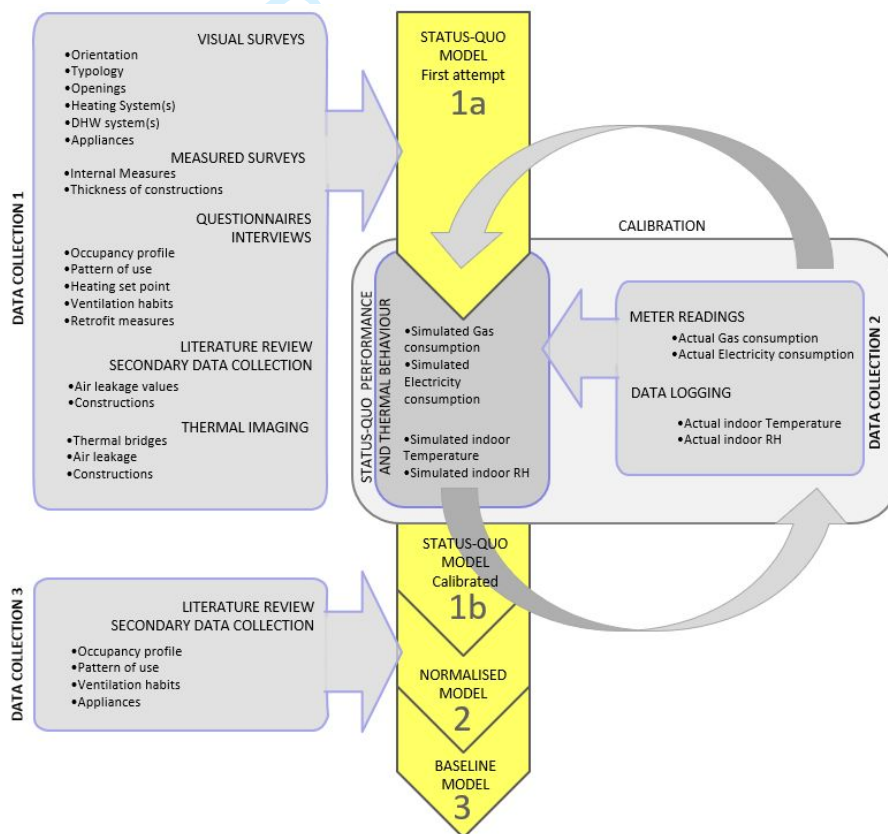 VISUAL SURVEYS
•Orientation
•Typology
•Openings
•Heating System(s)
•DHW system(s)
•Appliances
MEASURED SURVEYS
•Internal Measures
•Thickness of constructions
QUESTIONNAIRES
INTERVIEWS
•Occupancy profile
•Pattern of use
•Heating set point
•Ventilation habits
•Retrofit measures
LITERATURE REVIEW
SECONDARY DATA COLLECTION
•Air leakage values
•Constructions
THERMAL IMAGING
•Thermal bridges
•Air leakage
•Constructions
DATA COLLECTION 1
STATUS-QUO
MODEL
First attempt
1a
CALIBRATION
STATUS-QUO PERFORMANCE
AND THERMAL BEHAVIOUR
•Simulated Gas
consumption
•Simulated
Electricity
consumption
•Simulated indoor
Temperature
•Simulated indoor RH
METER READINGS
•Actual Gas consumption
•Actual Electricity consumption
DATA LOGGING
•Actual indoor Temperature
•Actual indoor RH
DATA COLLECTION 2
STATUS-QUO
MODEL
Calibrated
1b
DATA COLLECTION 3
LITERATURE REVIEW
SECONDARY DATA COLLECTION
•Occupancy profile
•Pattern of use
•Ventilation habits
•Appliances
NORMALISED
MODEL
2
BASELINE
MODEL
3